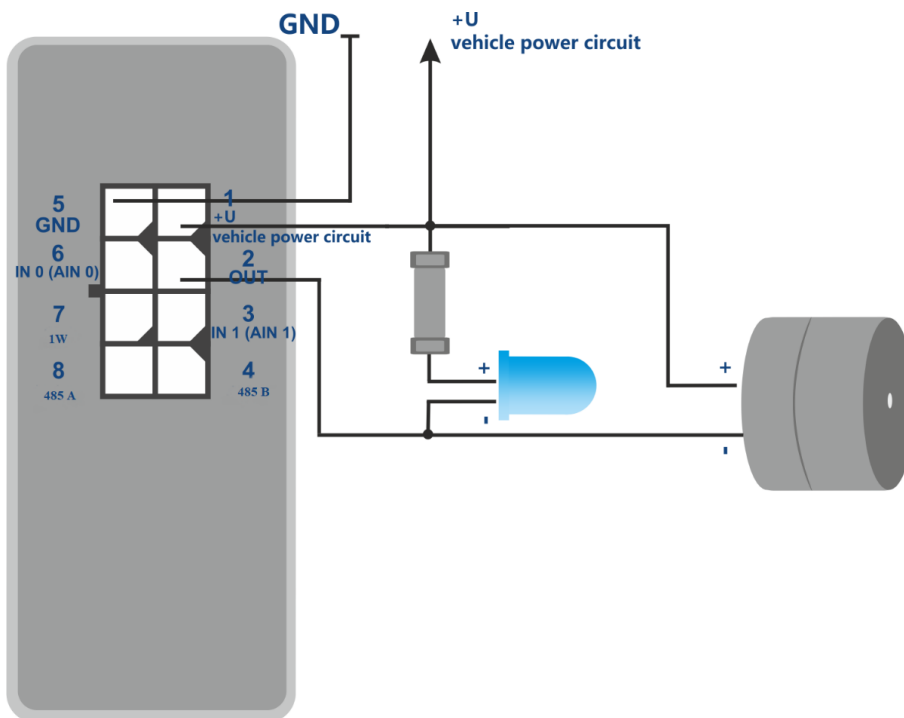 GND
+U
vehicle power circuit
5
GND
1
+U
vehicle power circuit
6
IN 0 (AIN 0)
2
OUT
7
1W
3
IN 1 (AIN 1)
8
485 A
4
485 B
+
-
+
-